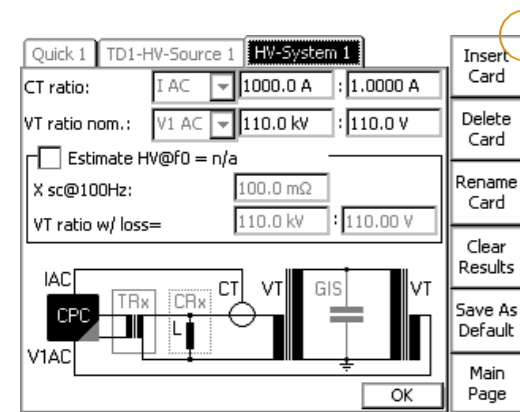 Quick 1 TD1-HV-Source 1 HV-System 1
Insert Card
CT ratio: I AC 1000.0 A : 1.0000 A
VT ratio nom.: V1 AC 110.0 kV : 110.0 V
Delete Card
Estimate HV@f0 = n/a
X sc@100Hz: 100.0 mΩ
Rename Card
VT ratio w/ loss= 110.0 kV : 110.00 V
Clear Results
IAC
TRx CRx CT VT GIS VT
CPC
L
Save As Default
V1AC
OK
Main Page